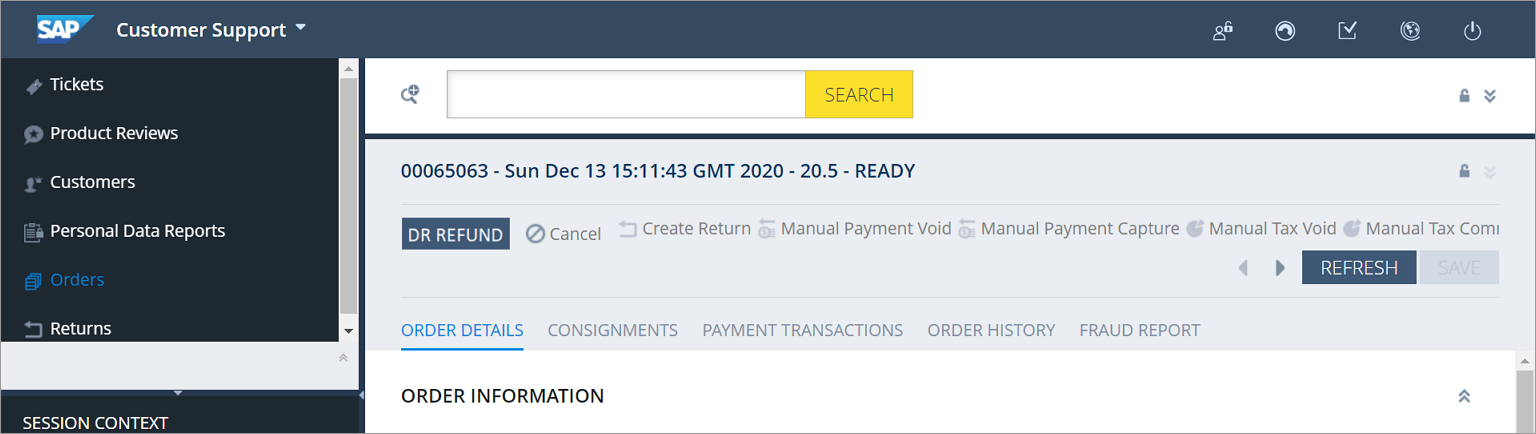 SAP Customer Support
Tickets
Product Reviews
Customers
Personal Data Reports
Orders
Returns
SESSION CONTEXT
SEARCH
00065063 - Sun Dec 13 15:11:43 GMT 2020 - 20.5 - READY
DR REFUND Cancel Create Return Manual Payment Void Manual Payment Capture Manual Tax Void Manual Tax Comm
REFRESH SAVE
ORDER DETAILS CONSIGNMENTS PAYMENT TRANSACTIONS ORDER HISTORY FRAUD REPORT
ORDER INFORMATION